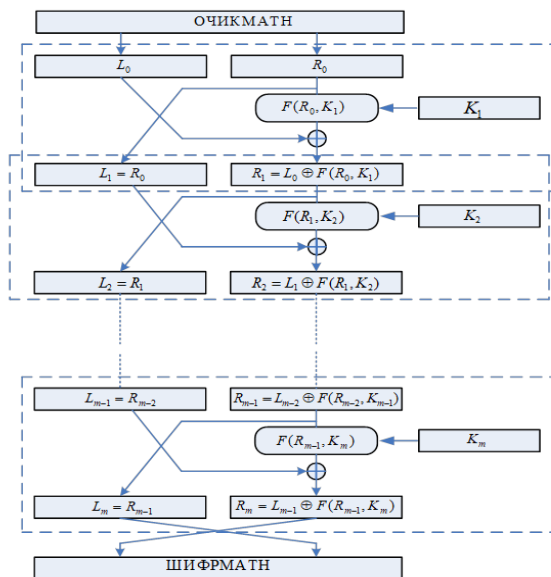 ОЧИКМАТН
L₀ R₀
F(R₀, K₁) K₁
L₁ = R₀ R₁ = L₀ ⊕ F(R₀, K₁)
F(R₁, K₂) K₂
L₂ = R₁ R₂ = L₁ ⊕ F(R₁, K₂)
Lₘ₋₁ = Rₘ₋₂ Rₘ₋₁ = Lₘ₋₂ ⊕ F(Rₘ₋₂, Kₘ₋₁)
F(Rₘ₋₁, Kₘ) Kₘ
Lₘ = Rₘ₋₁ Rₘ = Lₘ₋₁ ⊕ F(Rₘ₋₁, Kₘ)
ШИФРМАТН